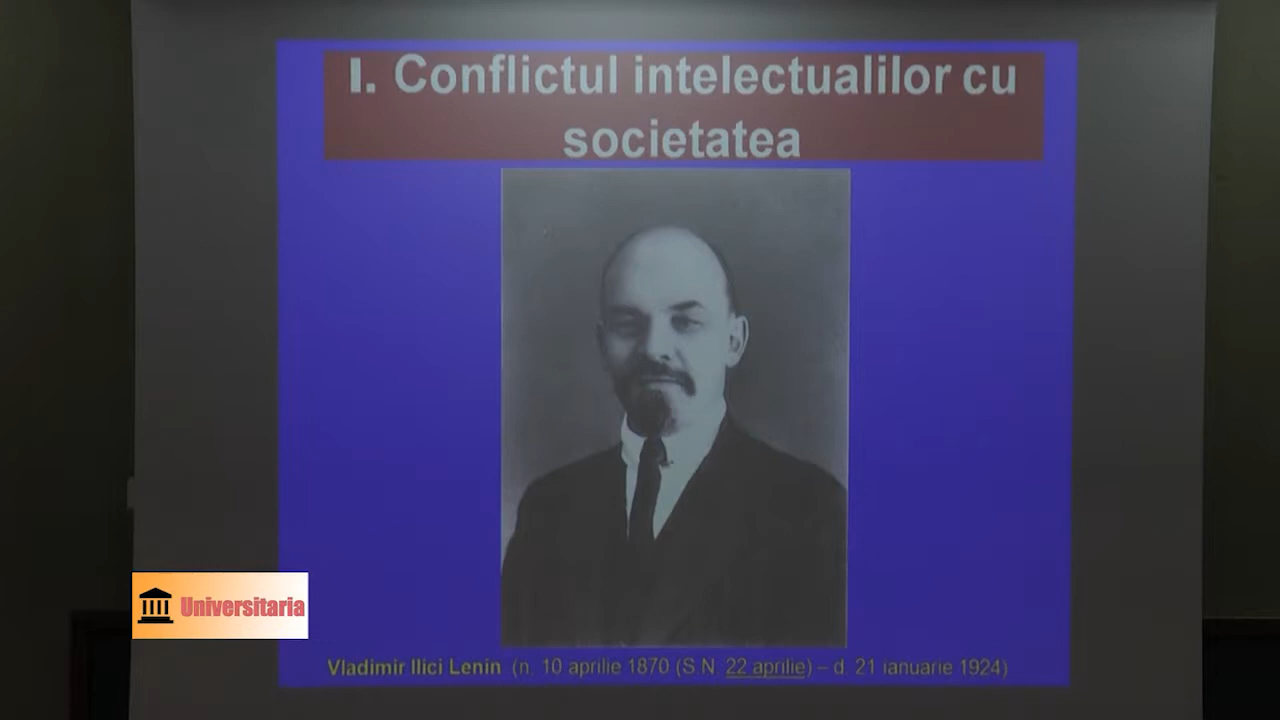 I. Conflictul intelectualilor cu
societatea
Universitaria
Vladimir Ilici Lenin (n. 10 aprilie 1870 (S.N. 22 aprilie) – d. 21 ianuarie 1924)